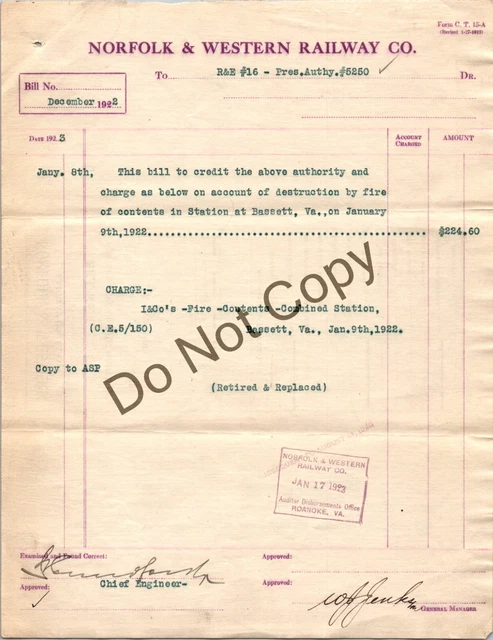 Form C. T. 15-A
(Revised 1-17-1912)
NORFOLK & WESTERN RAILWAY CO.
To R&E #16 - Pres.Authy.#5250 ✓ DR.
Bill No.
December 1922
DATE 1923
ACCOUNT CHARGED
AMOUNT
Jany. 8th, This bill to credit the above authority and
charge as below on account of destruction by fire
of contents in Station at Bassett, Va.,on January
9th,1922........................................ $224.60
CHARGE:-
I&Co's -Fire -Contents -Combined Station,
(C.E.5/150) Bassett, Va., Jan.9th,1922.
Copy to ASP
(Retired & Replaced)
Do Not Copy
NORFOLK & WESTERN
RAILWAY CO.
JAN 17 1923
Auditor Disbursements Office
ROANOKE, VA.
Examined and Found Correct:
Approved:
Approved: Chief Engineer-
Approved:
GENERAL MANAGER